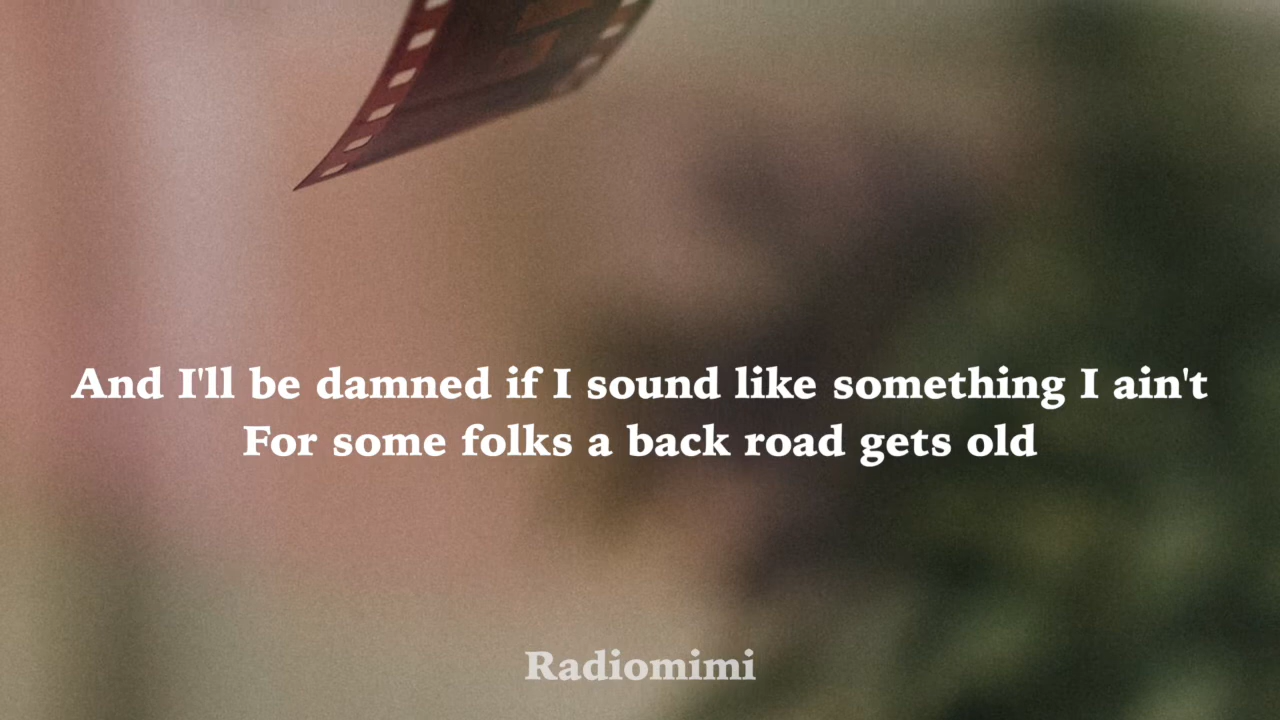 And I'll be damned if I sound like something I ain't
For some folks a back road gets old
Radiomimi